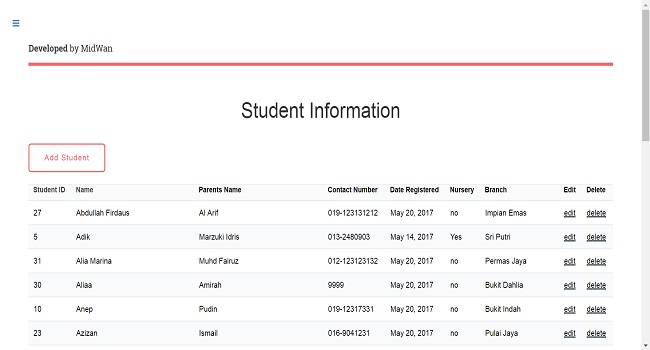 Developed by MidWan
Student Information
Add Student
Student ID Name Parents Name Contact Number Date Registered Nursery Branch Edit Delete
27 Abdullah Firdaus Al Arif 019-123131212 May 20, 2017 no Impian Emas edit delete
5 Adik Marzuki Idris 013-2480903 May 14, 2017 Yes Sri Putri edit delete
31 Alia Marina Muhd Fairuz 012-123123132 May 20, 2017 no Permas Jaya edit delete
30 Aliaa Amirah 9999 May 20, 2017 no Bukit Dahlia edit delete
10 Anep Pudin 019-12317331 May 20, 2017 no Bukit Indah edit delete
23 Azizan Ismail 016-9041231 May 20, 2017 no Pulai Jaya edit delete